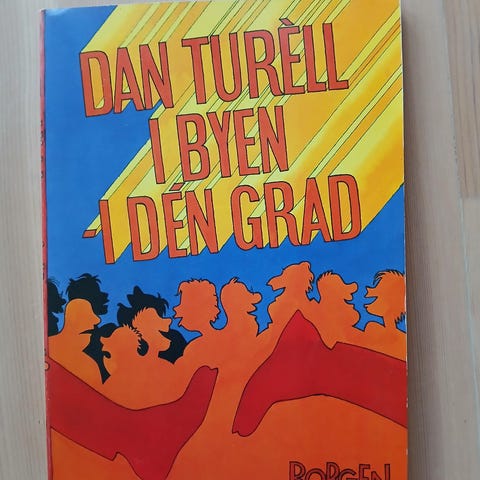 DAN TURÈLL
I BYEN
I DÉN GRAD
BORGEN